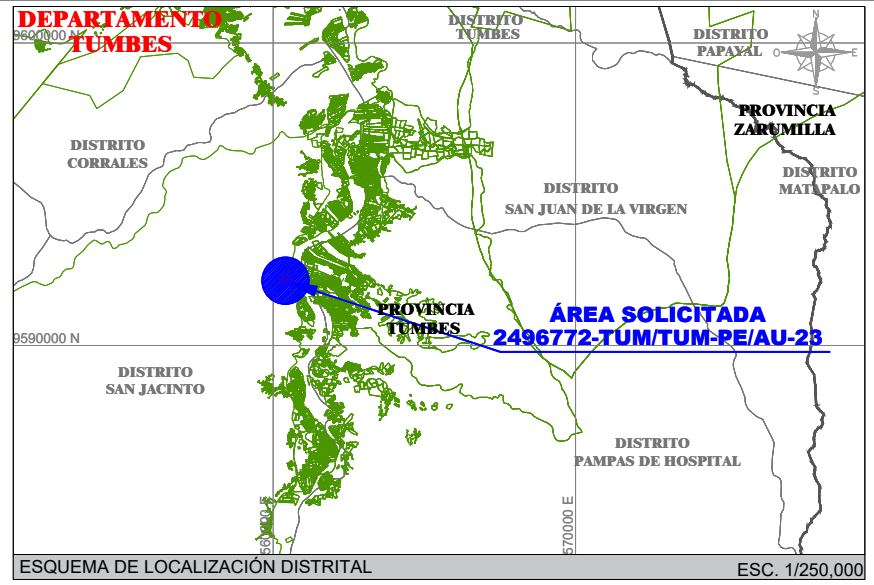 DEPARTAMENTO
TUMBES
9600000 N
DISTRITO
TUMBES
DISTRITO
PAPAYAL
N
O
E
S
PROVINCIA
ZARUMILLA
DISTRITO
CORRALES
DISTRITO
MATAPALO
DISTRITO
SAN JUAN DE LA VIRGEN
PROVINCIA
TUMBES
ÁREA SOLICITADA
2496772-TUM/TUM-PE/AU-23
9590000 N
DISTRITO
SAN JACINTO
DISTRITO
PAMPAS DE HOSPITAL
560000 E
570000 E
ESQUEMA DE LOCALIZACIÓN DISTRITAL
ESC. 1/250,000